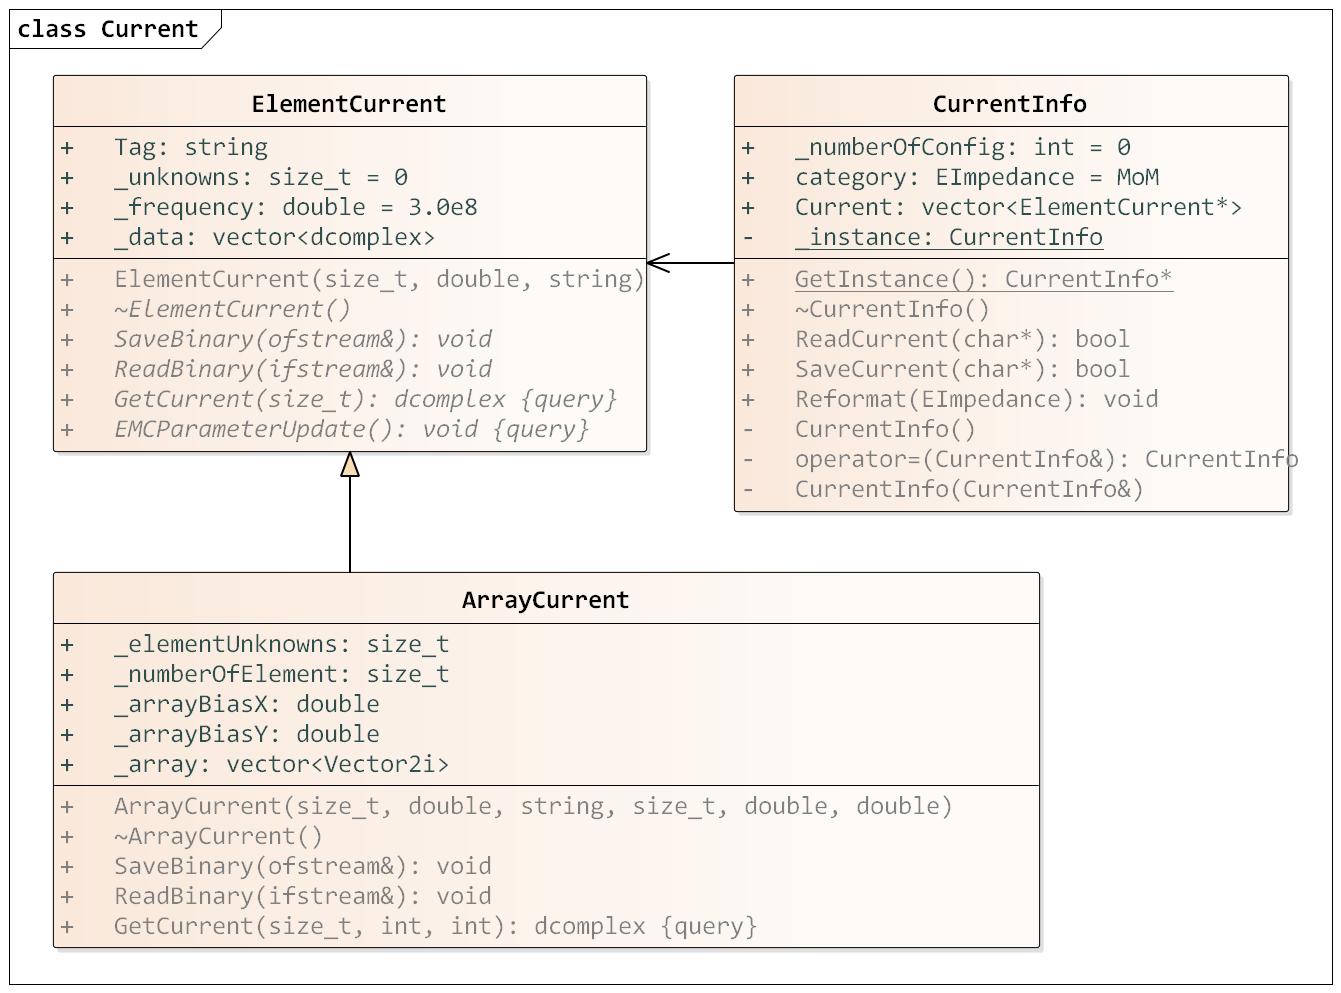 class Current
ElementCurrent
+ Tag: string
+ _unknowns: size_t = 0
+ _frequency: double = 3.0e8
+ _data: vector<dcomplex>
+ ElementCurrent(size_t, double, string)
+ ~ElementCurrent()
+ SaveBinary(ofstream&): void
+ ReadBinary(ifstream&): void
+ GetCurrent(size_t): dcomplex {query}
+ EMCParameterUpdate(): void {query}
CurrentInfo
+ _numberOfConfig: int = 0
+ category: EImpedance = MoM
+ Current: vector<ElementCurrent*>
- _instance: CurrentInfo
+ GetInstance(): CurrentInfo*
+ ~CurrentInfo()
+ ReadCurrent(char*): bool
+ SaveCurrent(char*): bool
+ Reformat(EImpedance): void
- CurrentInfo()
- operator=(CurrentInfo&): CurrentInfo
- CurrentInfo(CurrentInfo&)
ArrayCurrent
+ _elementUnknowns: size_t
+ _numberOfElement: size_t
+ _arrayBiasX: double
+ _arrayBiasY: double
+ _array: vector<Vector2i>
+ ArrayCurrent(size_t, double, string, size_t, double, double)
+ ~ArrayCurrent()
+ SaveBinary(ofstream&): void
+ ReadBinary(ifstream&): void
+ GetCurrent(size_t, int, int): dcomplex {query}